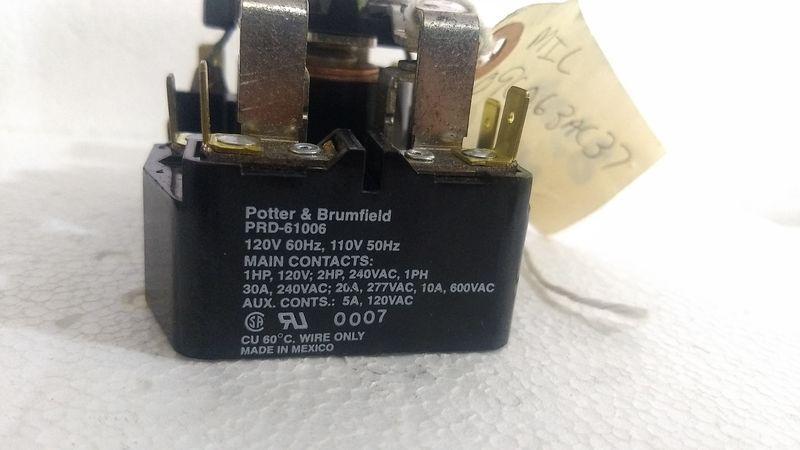 Potter & Brumfield
PRD-61006
120V 60Hz, 110V 50Hz
MAIN CONTACTS:
1HP, 120V; 2HP, 240VAC, 1PH
30A, 240VAC; 20A, 277VAC, 10A, 600VAC
AUX. CONTS.: 5A, 120VAC
0007
CU 60°C. WIRE ONLY
MADE IN MEXICO
MIL